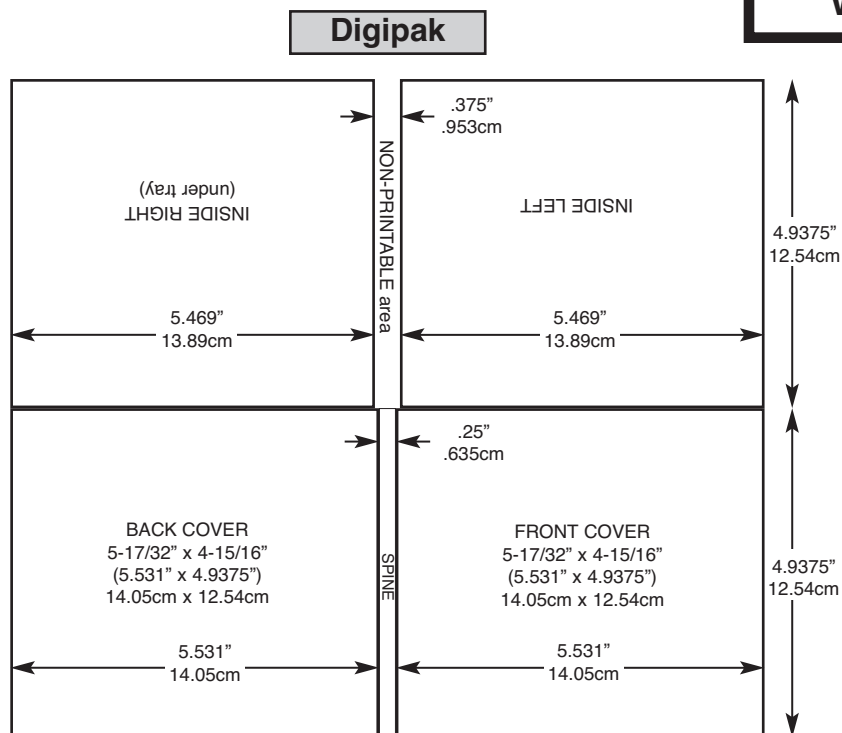 Digipak
.375”
.953cm
NON-PRINTABLE area
INSIDE RIGHT
(under tray)
INSIDE LEFT
4.9375”
12.54cm
5.469”
13.89cm
5.469”
13.89cm
.25”
.635cm
BACK COVER
5-17/32” x 4-15/16”
(5.531” x 4.9375”)
14.05cm x 12.54cm
SPINE
FRONT COVER
5-17/32” x 4-15/16”
(5.531” x 4.9375”)
14.05cm x 12.54cm
4.9375”
12.54cm
5.531”
14.05cm
5.531”
14.05cm